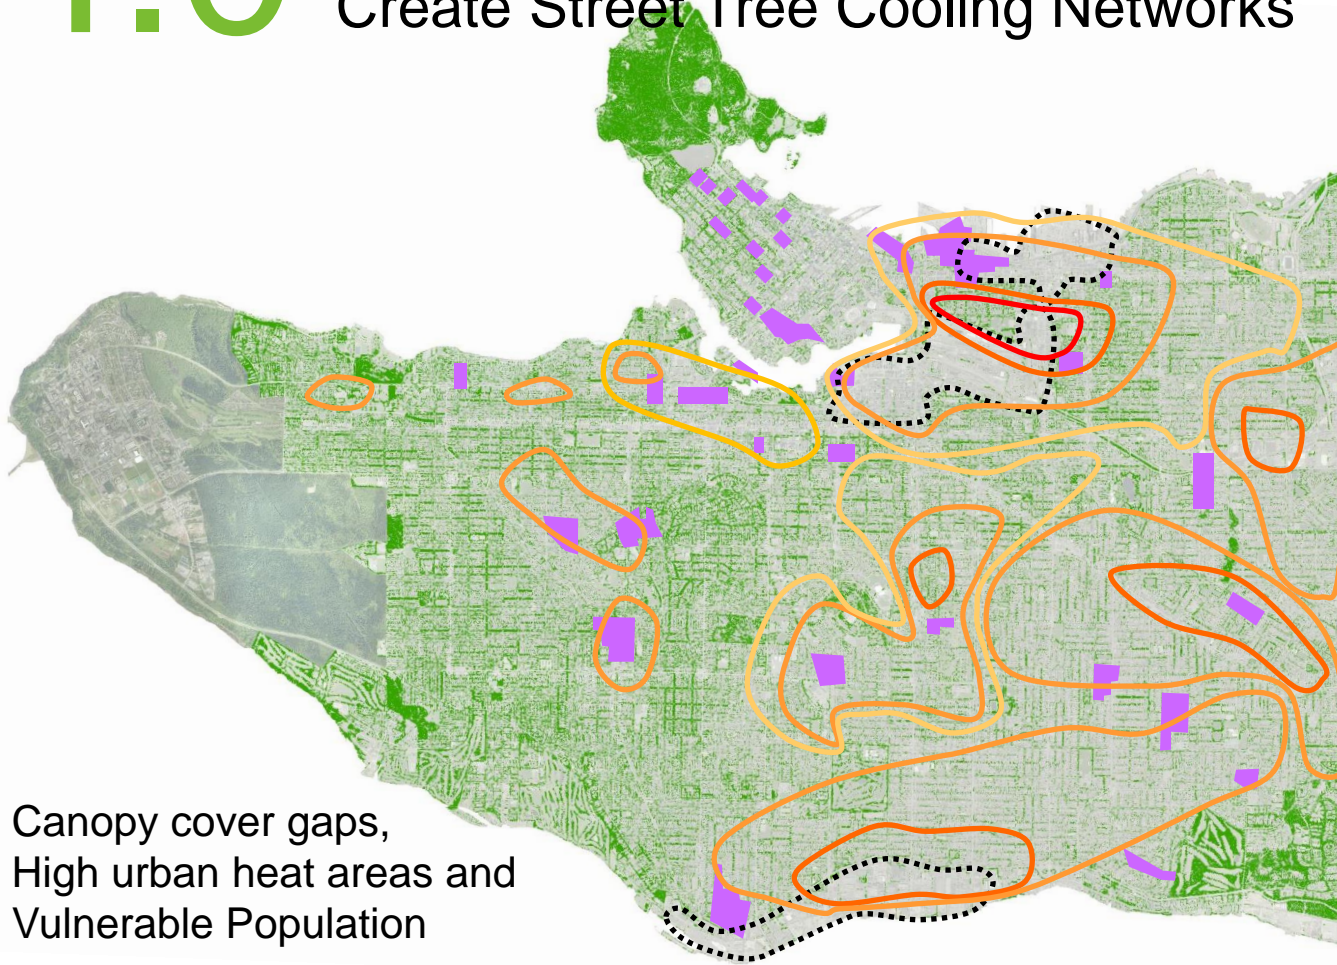 Create Street Tree Cooling Networks
Canopy cover gaps,
High urban heat areas and
Vulnerable Population